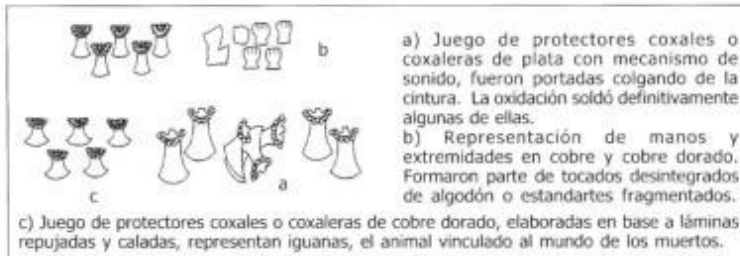 b
a) Juego de protectores coxales o
coxaleras de plata con mecanismo de
sonido, fueron portadas colgando de la
cintura. La oxidación soldó definitivamente
algunas de ellas.
b) Representación de manos y
extremidades en cobre y cobre dorado.
Formaron parte de tocados desintegrados
de algodón o estandartes fragmentados.
c
a
c) Juego de protectores coxales o coxaleras de cobre dorado, elaboradas en base a láminas
repujadas y caladas, representan iguanas, el animal vinculado al mundo de los muertos.